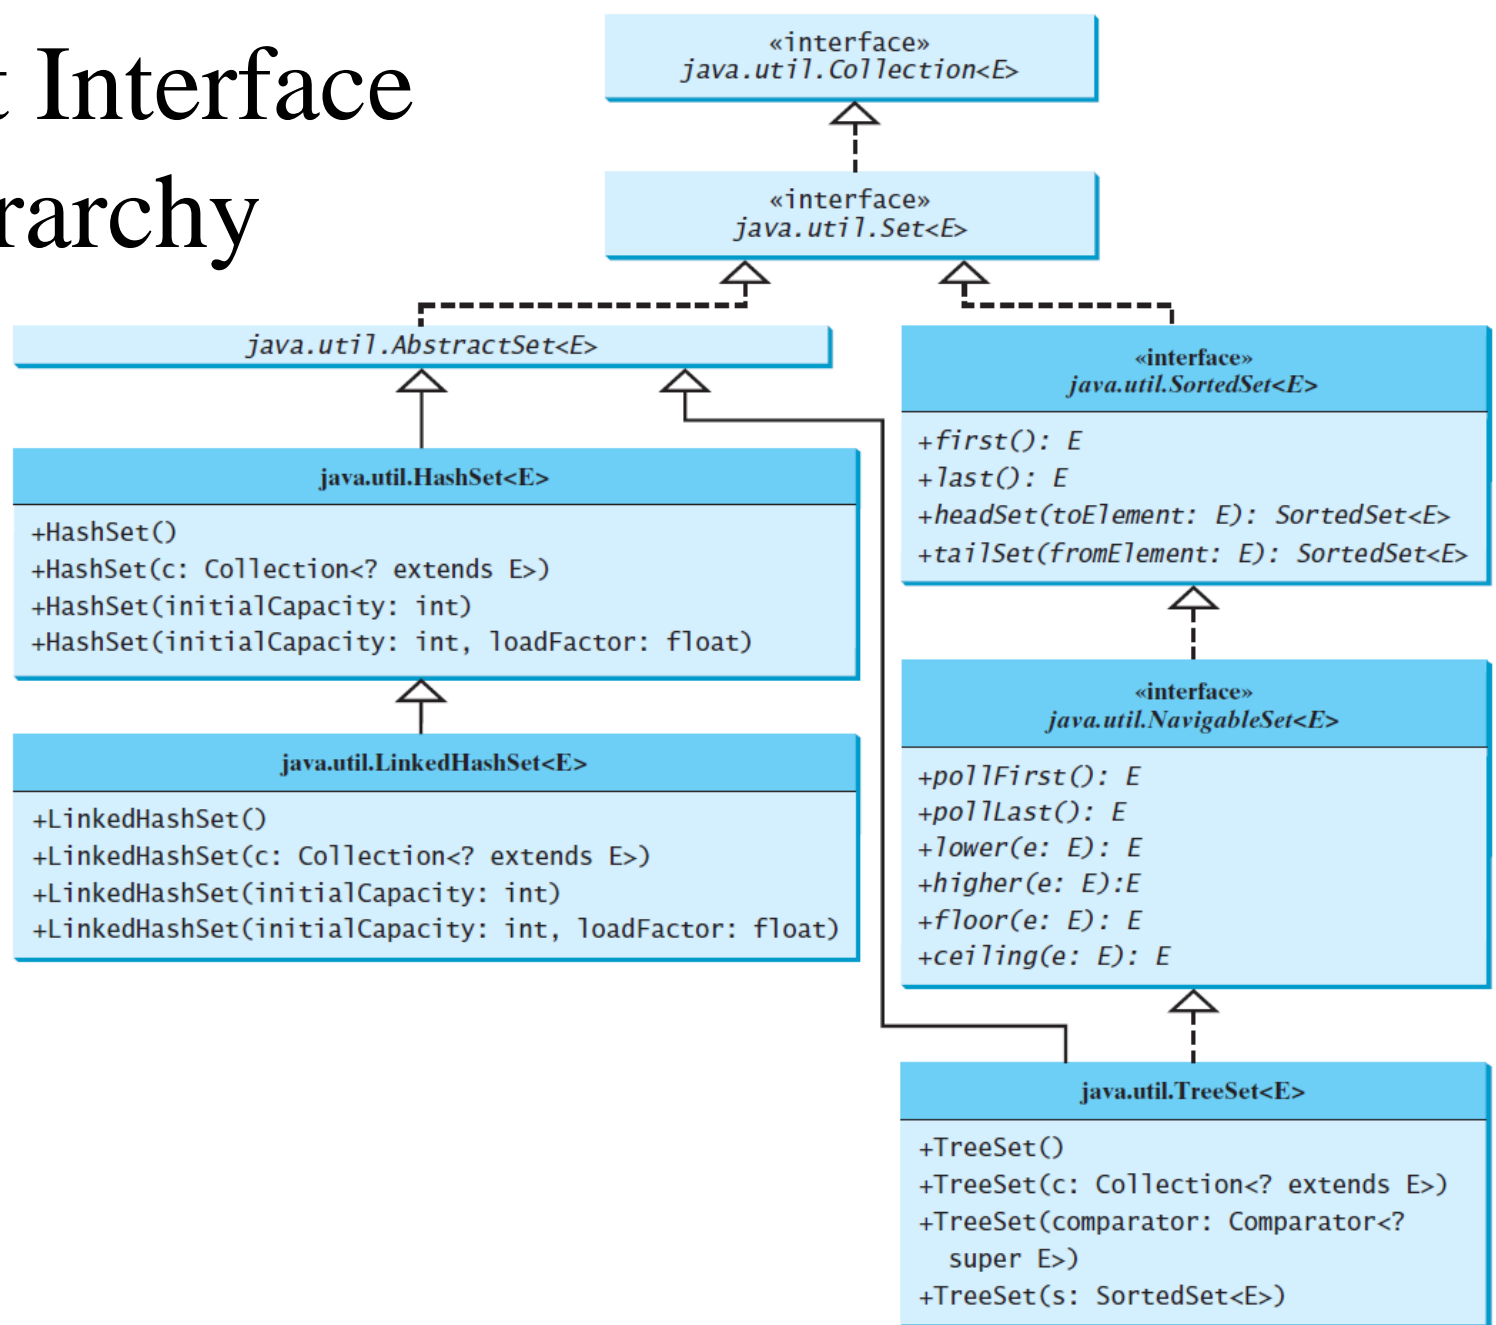 t Interface
rarchy
«interface»
java.util.Collection<E>
«interface»
java.util.Set<E>
java.util.AbstractSet<E>
java.util.HashSet<E>
+HashSet()
+HashSet(c: Collection<? extends E>)
+HashSet(initialCapacity: int)
+HashSet(initialCapacity: int, loadFactor: float)
java.util.LinkedHashSet<E>
+LinkedHashSet()
+LinkedHashSet(c: Collection<? extends E>)
+LinkedHashSet(initialCapacity: int)
+LinkedHashSet(initialCapacity: int, loadFactor: float)
«interface»
java.util.SortedSet<E>
+first(): E
+last(): E
+headSet(toElement: E): SortedSet<E>
+tailSet(fromElement: E): SortedSet<E>
«interface»
java.util.NavigableSet<E>
+pollFirst(): E
+pollLast(): E
+lower(e: E): E
+higher(e: E):E
+floor(e: E): E
+ceiling(e: E): E
java.util.TreeSet<E>
+TreeSet()
+TreeSet(c: Collection<? extends E>)
+TreeSet(comparator: Comparator<?
super E>)
+TreeSet(s: SortedSet<E>)